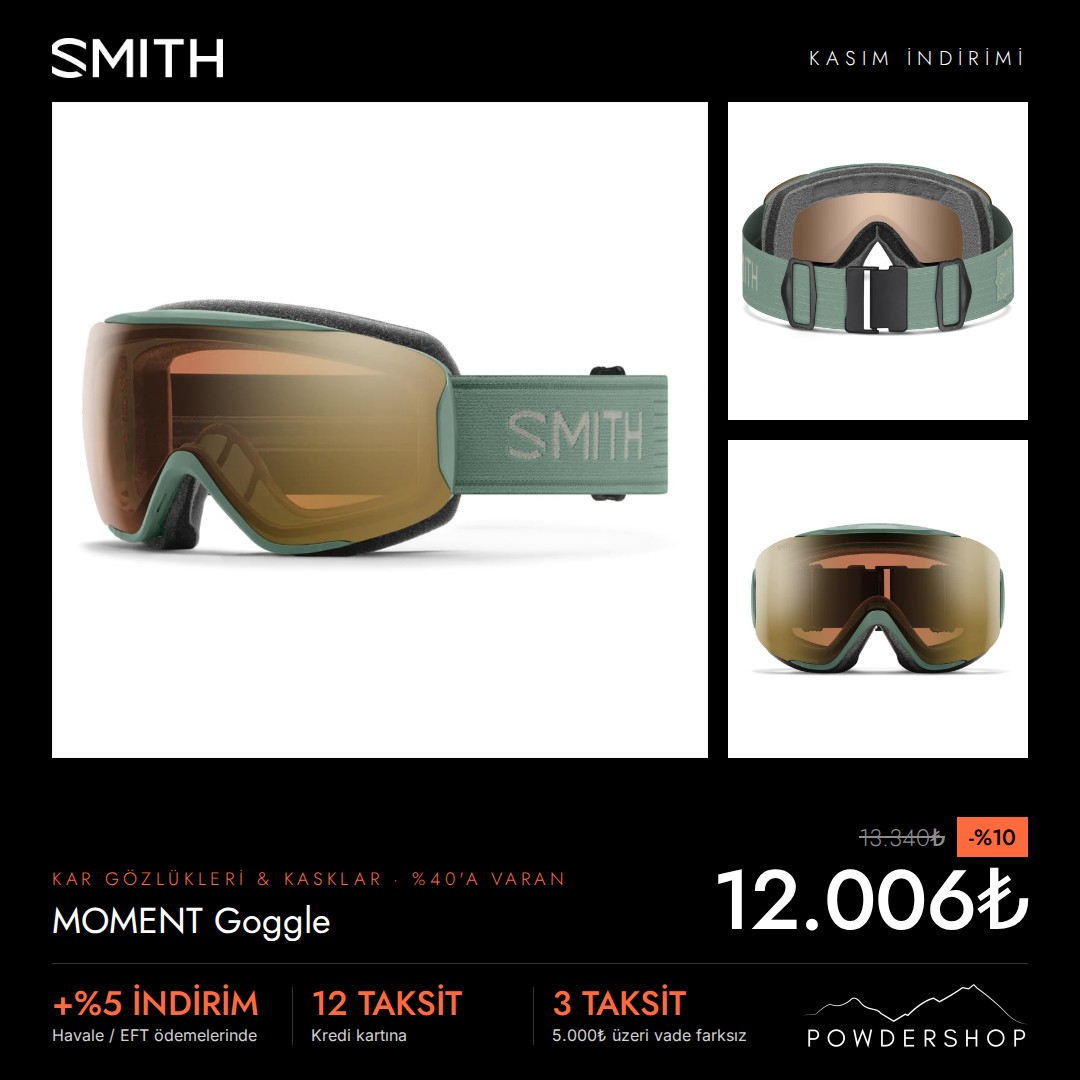 SMITH
KASIM İNDİRİMİ
SMITH
KAR GÖZLÜKLERİ & KASKLAR · %40'A VARAN
MOMENT Goggle
13.340₺
-%10
12.006₺
+%5 İNDİRİM
Havale / EFT ödemelerinde
12 TAKSİT
Kredi kartına
3 TAKSİT
5.000₺ üzeri vade farksız
POWDERSHOP